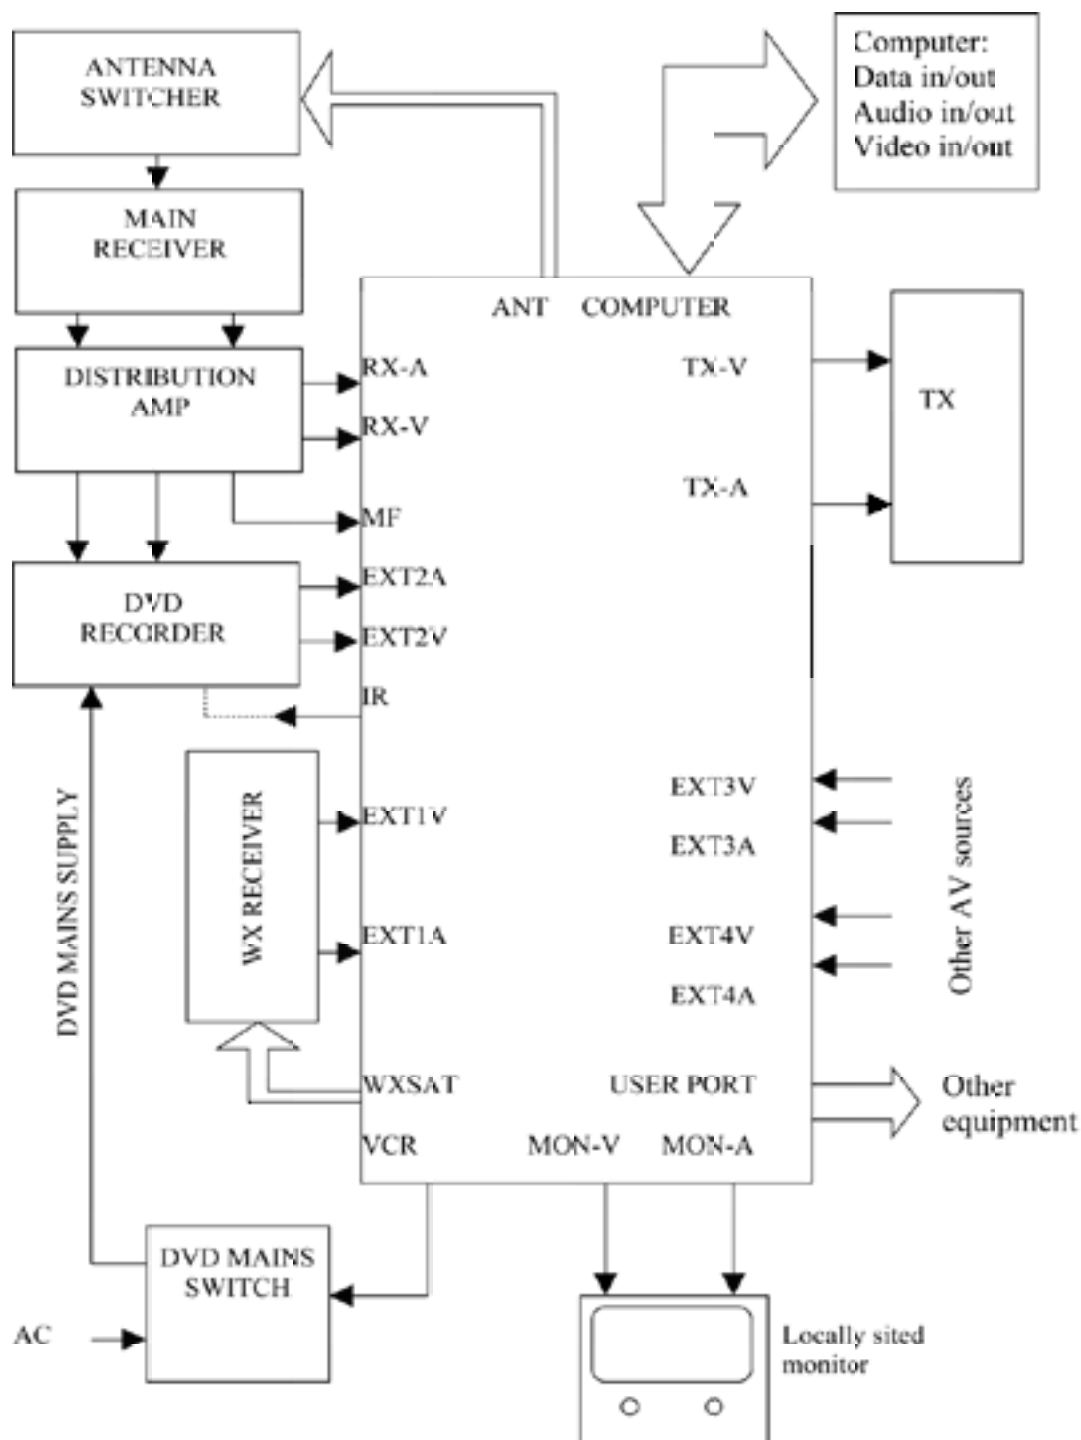 ANTENNA
SWITCHER
Computer:
Data in/out
Audio in/out
Video in/out
MAIN
RECEIVER
ANT COMPUTER
DISTRIBUTION
AMP
RX-A
RX-V
MF
TX-V
TX-A
TX
DVD
RECORDER
EXT2A
EXT2V
IR
DVD MAINS SUPPLY
WX RECEIVER
EXT1V
EXT1A
EXT3V
EXT3A
EXT4V
EXT4A
Other AV sources
WXSAT
USER PORT
Other
equipment
VCR
MON-V MON-A
DVD MAINS
SWITCH
AC
Locally sited
monitor